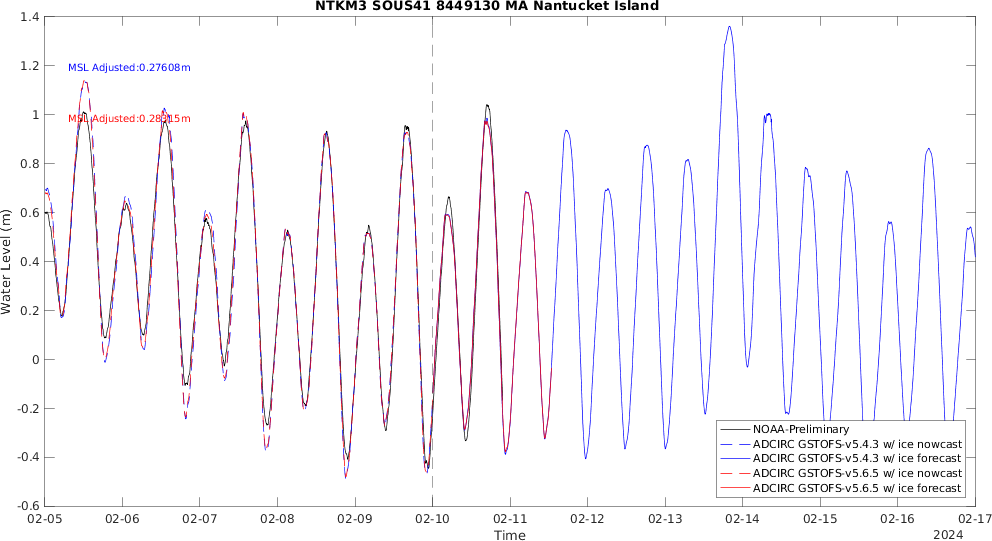 NTKM3 SOUS41 8449130 MA Nantucket Island
1.4
1.2
1
0.8
0.6
0.4
0.2
0
-0.2
-0.4
-0.6
Water Level (m)
MSL Adjusted:0.27608m
MSL Adjusted:0.28315m
NOAA-Preliminary
ADCIRC GSTOFS-v5.4.3 w/ ice nowcast
ADCIRC GSTOFS-v5.4.3 w/ ice forecast
ADCIRC GSTOFS-v5.6.5 w/ ice nowcast
ADCIRC GSTOFS-v5.6.5 w/ ice forecast
02-05 02-06 02-07 02-08 02-09 02-10 02-11 02-12 02-13 02-14 02-15 02-16 02-17
Time
2024